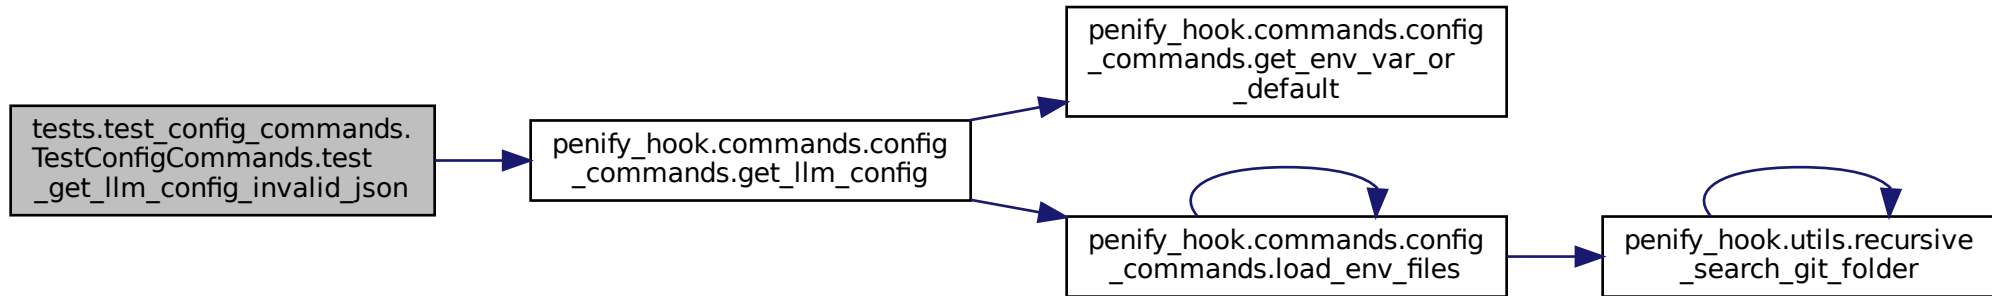 tests.test_config_commands.
TestConfigCommands.test
_get_llm_config_invalid_json
penify_hook.commands.config
_commands.get_llm_config
penify_hook.commands.config
_commands.get_env_var_or
_default
penify_hook.commands.config
_commands.load_env_files
penify_hook.utils.recursive
_search_git_folder